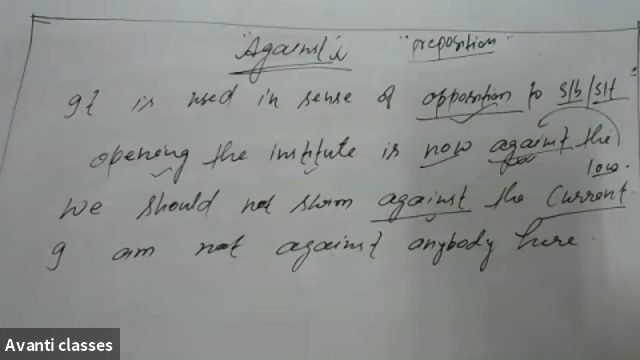 "Against" "preposition"
It is used in sense of opposition to s/b / s/t
opening the institute is now against the
low.
We should not swim against the current
I am not against anybody here.
Avanti classes